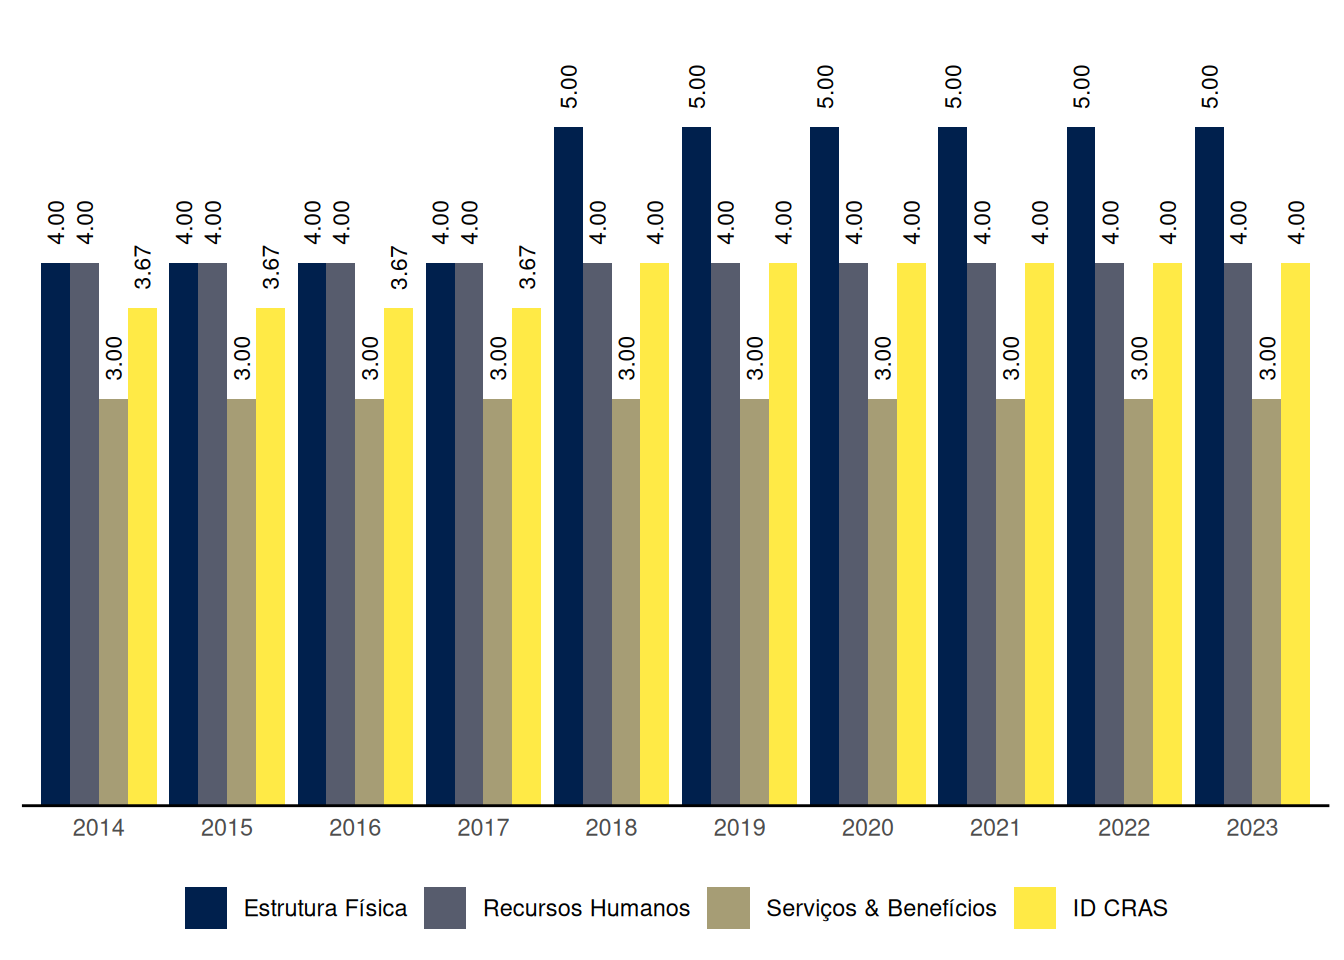 5.00 5.00 5.00 5.00 5.00 5.00
4.00 4.00 4.00 4.00 4.00 4.00 4.00 4.00 4.00 4.00 4.00 4.00 4.00 4.00 4.00 4.00 4.00 4.00 4.00 4.00
3.67 3.67 3.67 3.67
3.00 3.00 3.00 3.00 3.00 3.00 3.00 3.00 3.00 3.00
2014 2015 2016 2017 2018 2019 2020 2021 2022 2023
Estrutura Física Recursos Humanos Serviços & Benefícios ID CRAS